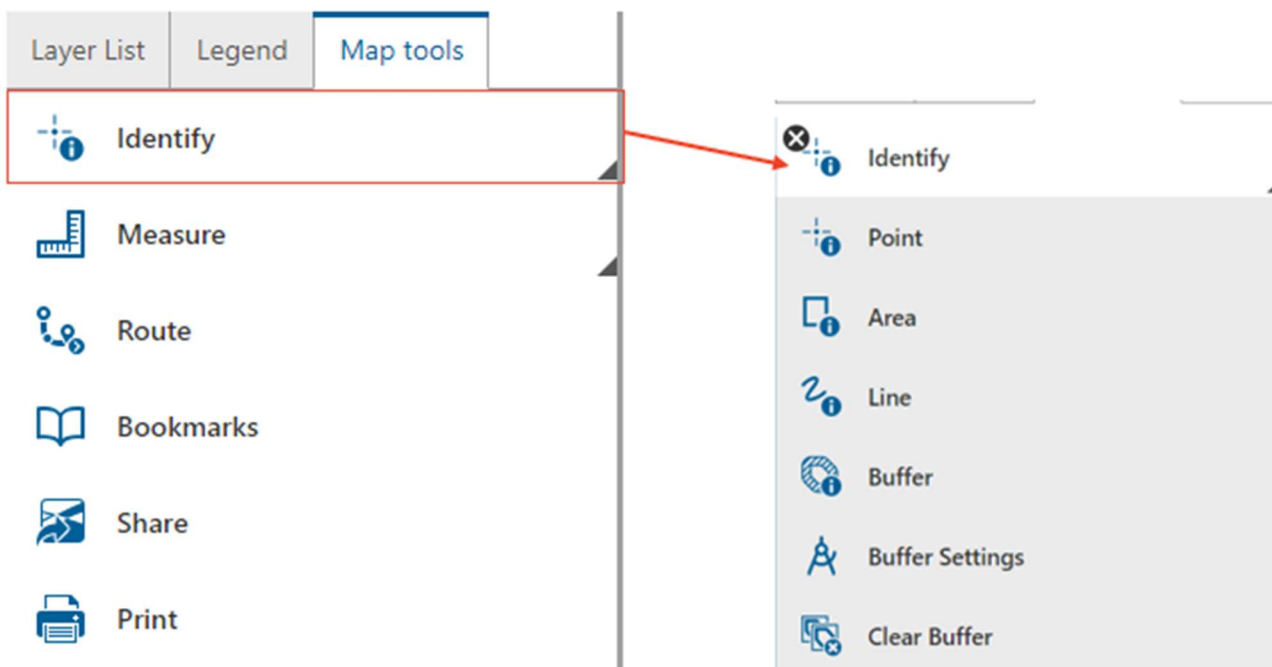 Layer List
Legend
Map tools
Identify
Measure
Route
Bookmarks
Share
Print
Identify
Point
Area
Line
Buffer
Buffer Settings
Clear Buffer